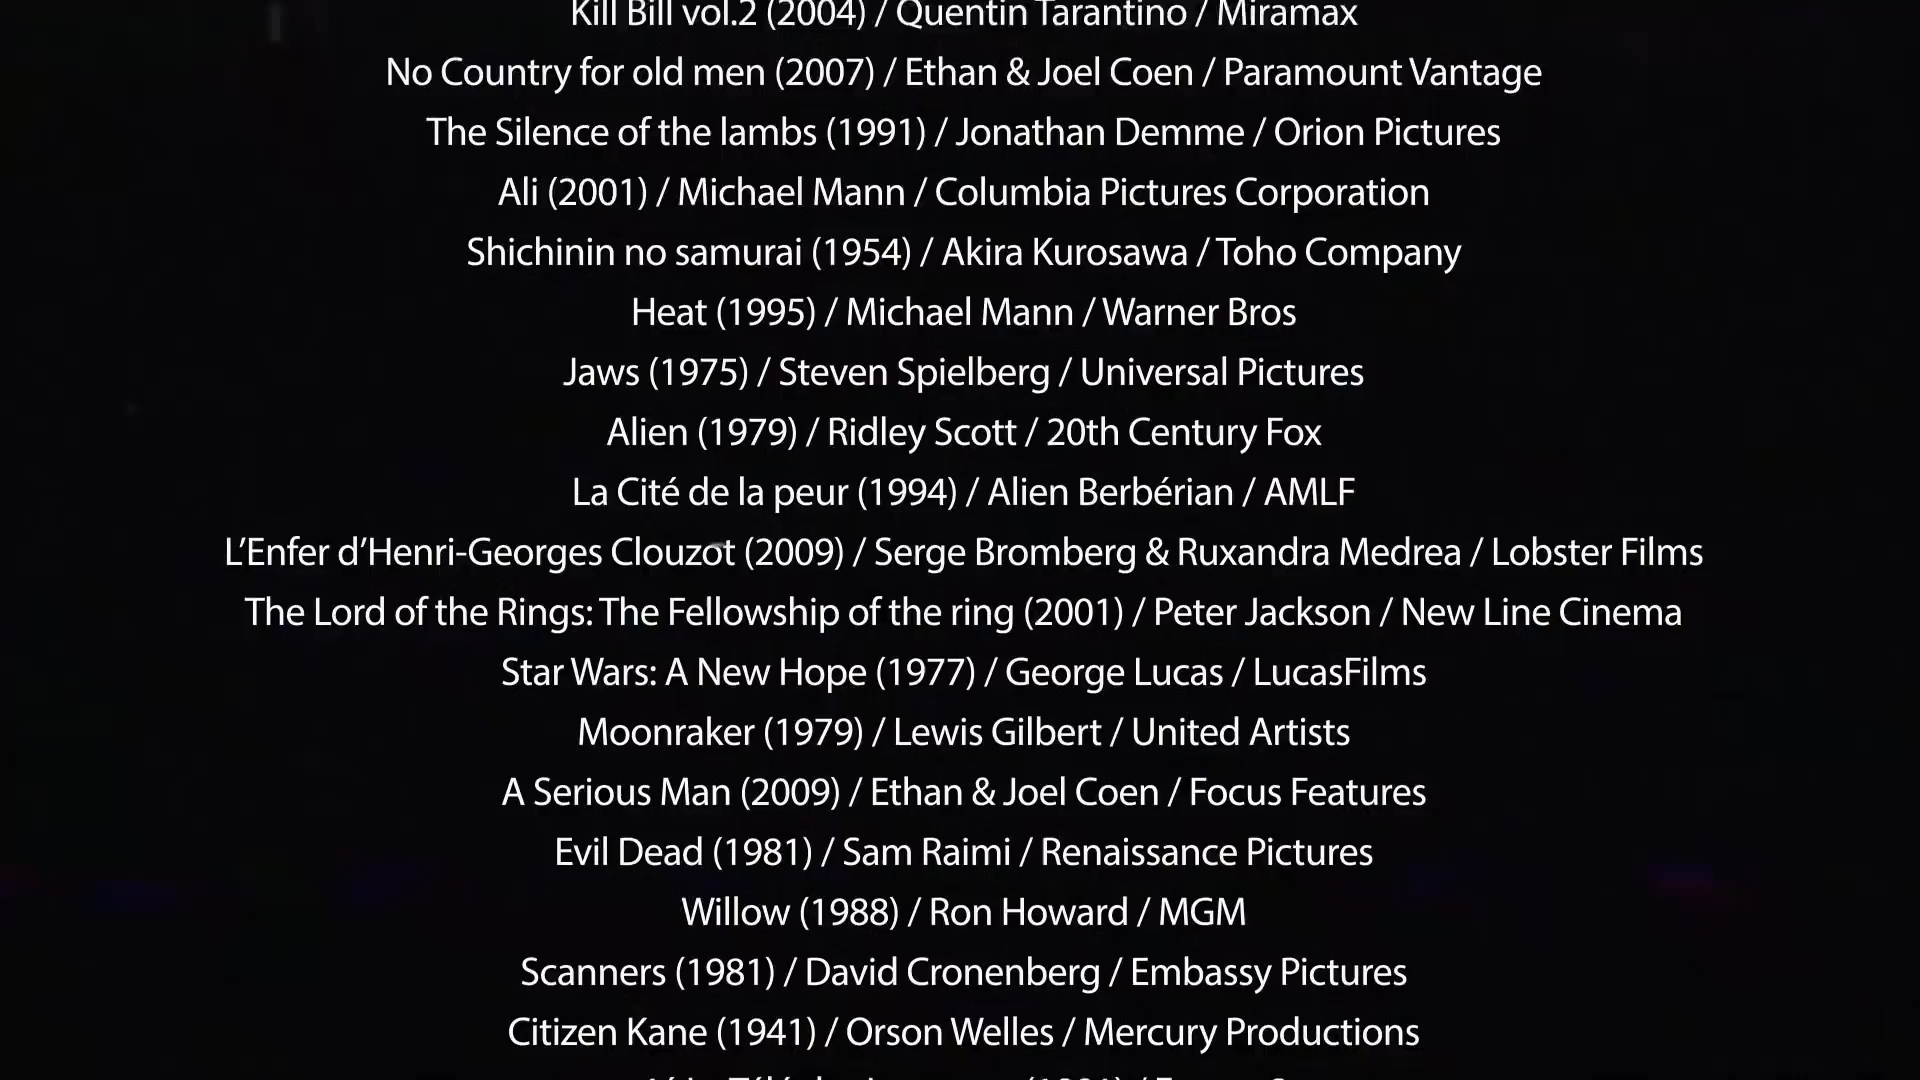 Kill Bill vol.2 (2004) / Quentin Tarantino / Miramax
No Country for old men (2007) / Ethan & Joel Coen / Paramount Vantage
The Silence of the lambs (1991) / Jonathan Demme / Orion Pictures
Ali (2001) / Michael Mann / Columbia Pictures Corporation
Shichinin no samurai (1954) / Akira Kurosawa / Toho Company
Heat (1995) / Michael Mann / Warner Bros
Jaws (1975) / Steven Spielberg / Universal Pictures
Alien (1979) / Ridley Scott / 20th Century Fox
La Cité de la peur (1994) / Alien Berbérian / AMLF
L’Enfer d’Henri-Georges Clouzot (2009) / Serge Bromberg & Ruxandra Medrea / Lobster Films
The Lord of the Rings: The Fellowship of the ring (2001) / Peter Jackson / New Line Cinema
Star Wars: A New Hope (1977) / George Lucas / LucasFilms
Moonraker (1979) / Lewis Gilbert / United Artists
A Serious Man (2009) / Ethan & Joel Coen / Focus Features
Evil Dead (1981) / Sam Raimi / Renaissance Pictures
Willow (1988) / Ron Howard / MGM
Scanners (1981) / David Cronenberg / Embassy Pictures
Citizen Kane (1941) / Orson Welles / Mercury Productions